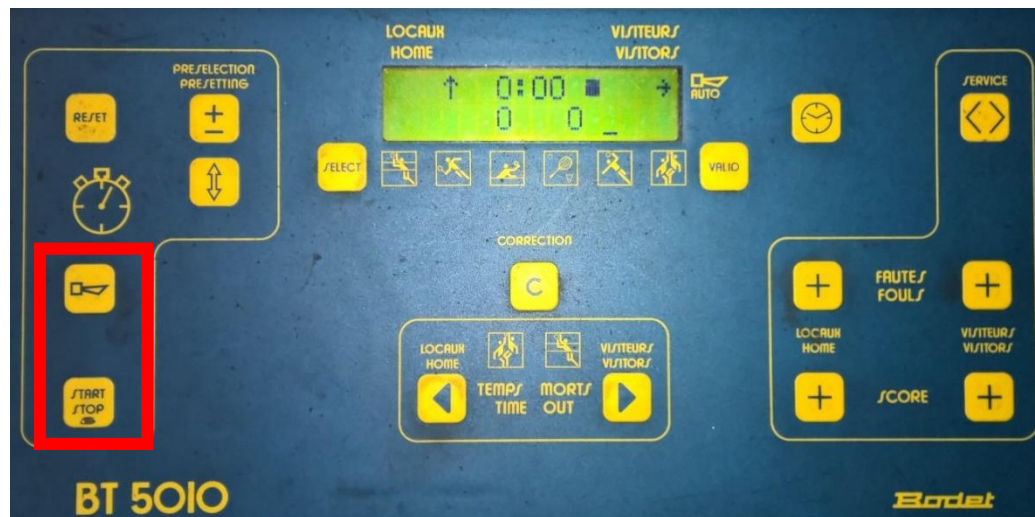 LOCAUX
HOME
VISITEURS
VISITORS
PRESELECTION
PRESETTING
RESET
+
-
↑ 0:00 ■ →
0 0 _
AUTO
SERVICE
< >
SELECT
VALID
CORRECTION
C
+ FAUTES
FOULS +
LOCAUX
HOME
VISITEURS
VISITORS
+ SCORE +
LOCAUX
HOME
VISITEURS
VISITORS
TEMPS MORTS
TIME OUT
START
STOP
BT 5010
Bodet